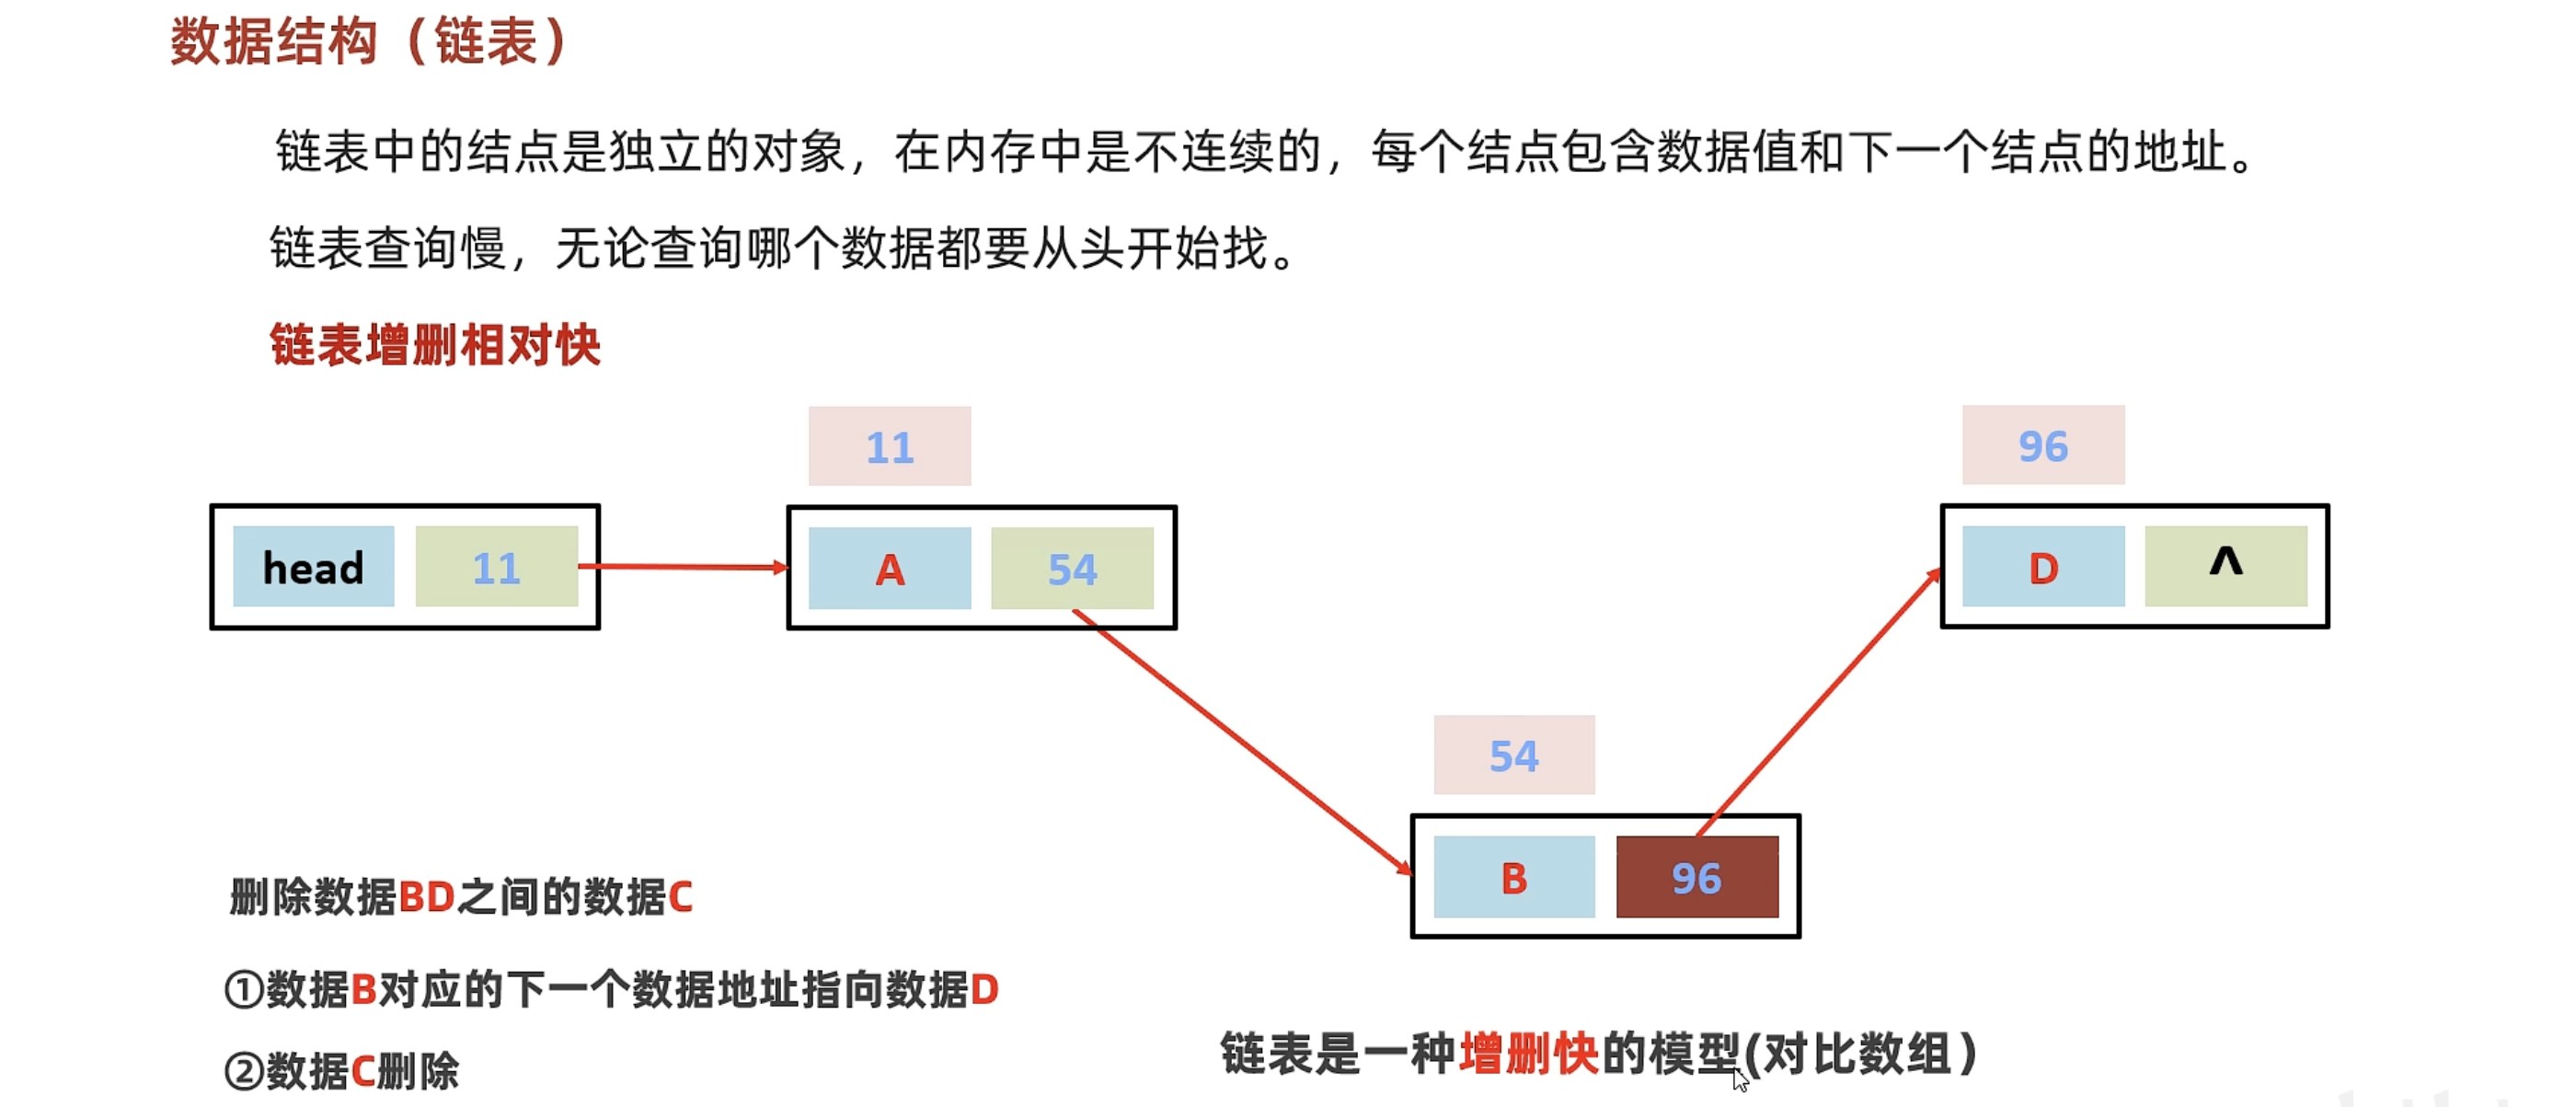 数据结构（链表）
链表中的结点是独立的对象，在内存中是不连续的，每个结点包含数据值和下一个结点的地址。
链表查询慢，无论查询哪个数据都要从头开始找。
链表增删相对快
11
96
head 11
A 54
D ^
54
B 96
删除数据BD之间的数据C
①数据B对应的下一个数据地址指向数据D
②数据C删除
链表是一种增删快的模型(对比数组）